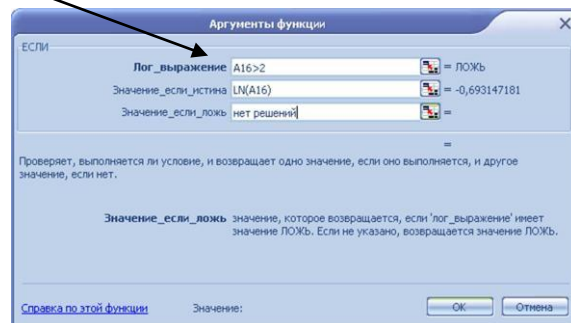 Аргументы функции
ЕСЛИ
Лог_выражение A16>2 = ЛОЖЬ
Значение_если_истина LN(A16) = -0,693147181
Значение_если_ложь нет решений =
=
Проверяет, выполняется ли условие, и возвращает одно значение, если оно выполняется, и другое
значение, если нет.
Значение_если_ложь значение, которое возвращается, если 'лог_выражение' имеет
значение ЛОЖЬ. Если не указано, возвращается значение ЛОЖЬ.
Справка по этой функции Значение: ОК Отмена